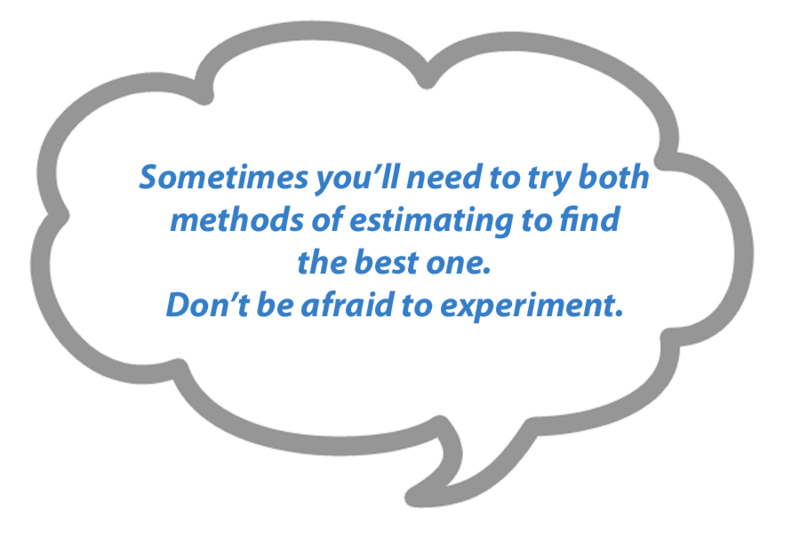 Sometimes you’ll need to try both
methods of estimating to find
the best one.
Don’t be afraid to experiment.